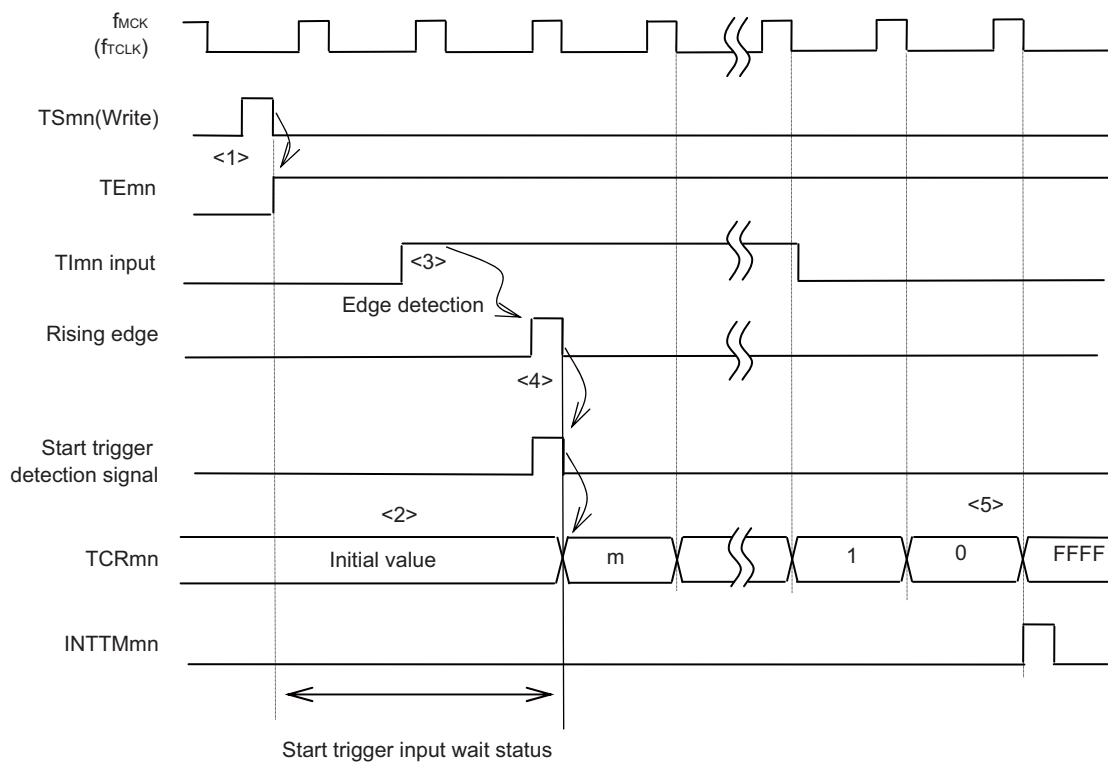 fMCK
(fTCLK)
TSmn(Write)
<1>
TEmn
TImn input
<3>
Edge detection
Rising edge
<4>
Start trigger
detection signal
<2>
<5>
TCRmn
Initial value
m
1
0
FFFF
INTTMmn
Start trigger input wait status